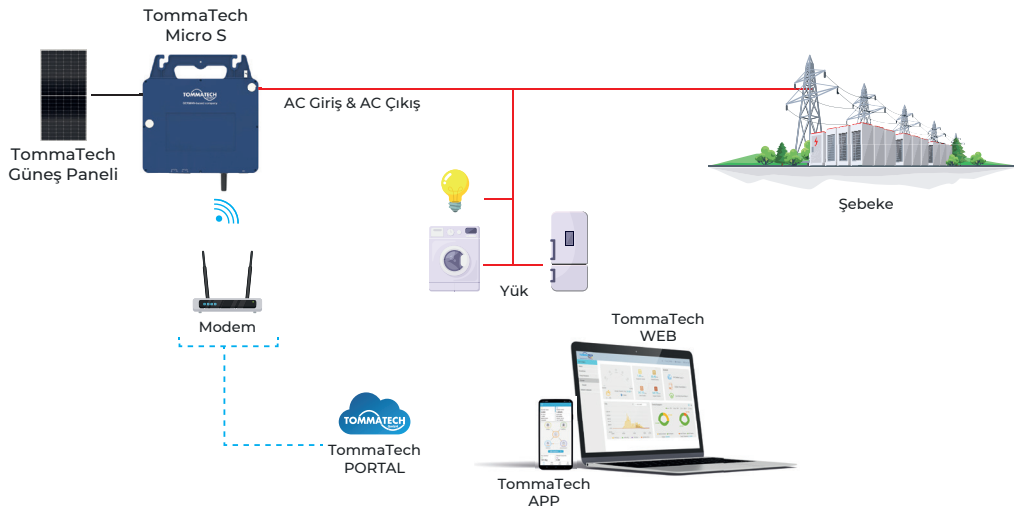 TommaTech
Micro S
TOMMATECH
AC Giriş & AC Çıkış
TommaTech
Güneş Paneli
Şebeke
Yük
Modem
TommaTech
WEB
TOMMATECH
TommaTech
PORTAL
TommaTech
APP